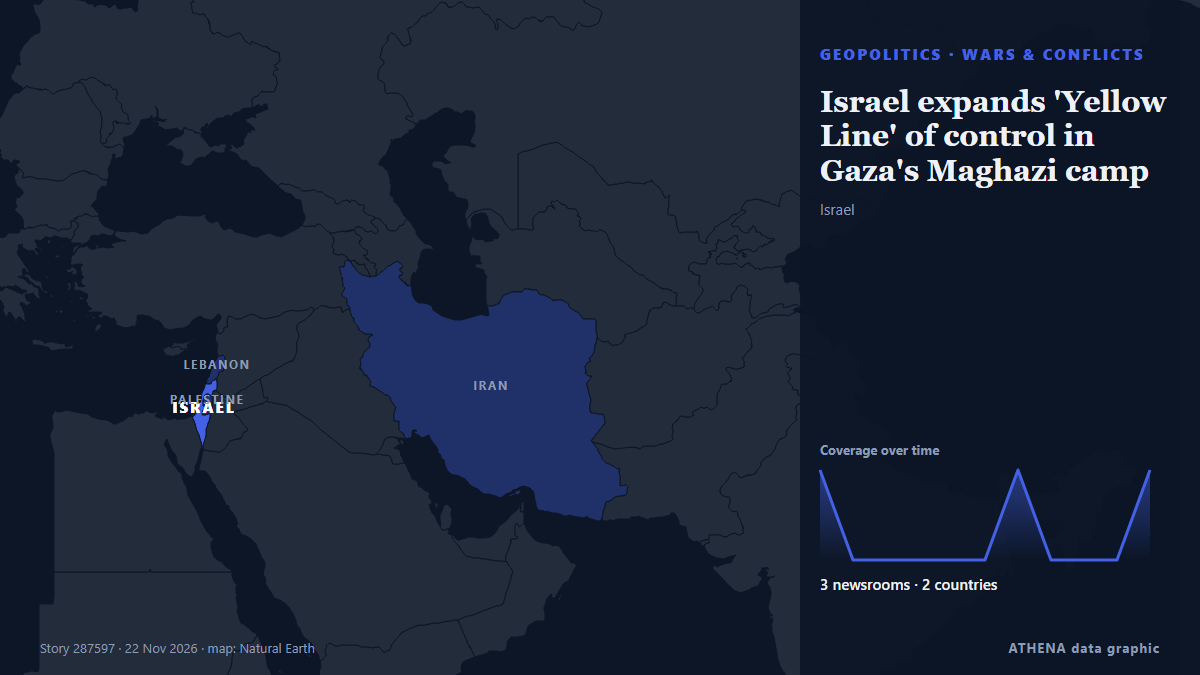 GEOPOLITICS · WARS & CONFLICTS
Israel expands 'Yellow
Line' of control in
Gaza's Maghazi camp
Israel
LEBANON
PALESTINE
ISRAEL
IRAN
Coverage over time
3 newsrooms · 2 countries
Story 287597 · 22 Nov 2026 · map: Natural Earth
ATHENA data graphic